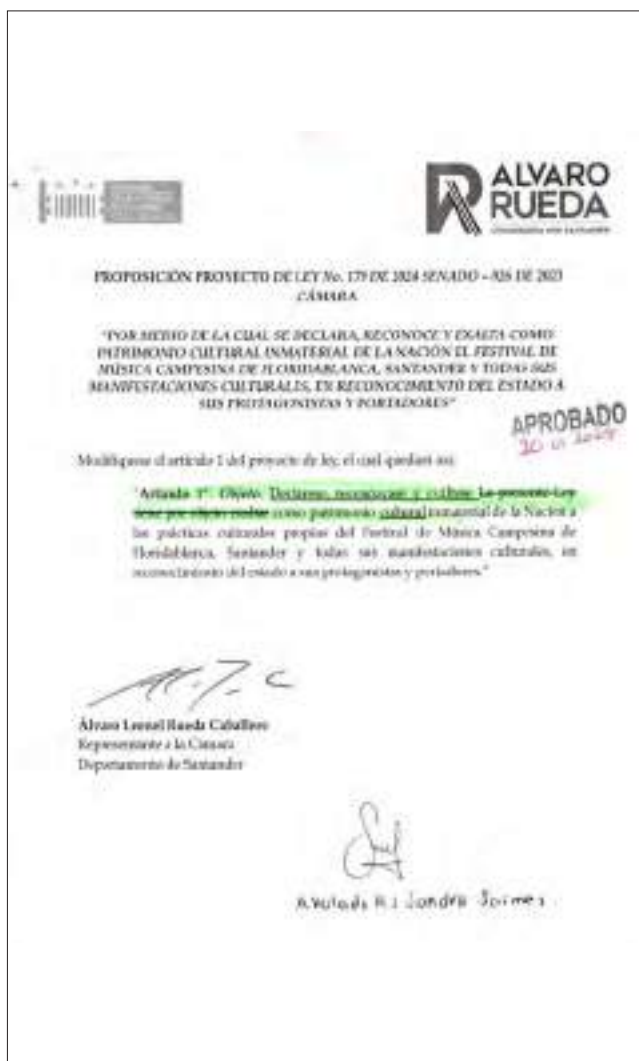 ALVARO
RUEDA
PROPOSICIÓN PROYECTO DE LEY No. 179 DE 2024 SENADO – 026 DE 2023
CÁMARA
"POR MEDIO DE LA CUAL SE DECLARA, RECONOCE Y EXALTA COMO
PATRIMONIO CULTURAL INMATERIAL DE LA NACIÓN EL FESTIVAL DE
MÚSICA CAMPESINA DE FLORIDABLANCA, SANTANDER Y TODAS SUS
MANIFESTACIONES CULTURALES, EN RECONOCIMIENTO DEL ESTADO A
SUS PROTAGONISTAS Y PORTADORES"
APROBADO
Modifíquese el artículo 1 del proyecto de ley, el cual quedará así:
"Artículo 1°. Objeto. Declárese, reconózcase y exáltese La presente Ley
tiene por objeto exaltar como patrimonio cultural inmaterial de la Nación a
las prácticas culturales propias del Festival de Música Campesina de
Floridablanca, Santander y todas sus manifestaciones culturales, en
reconocimiento del estado a sus protagonistas y portadores."
Álvaro Leonel Rueda Caballero
Representante a la Cámara
Departamento de Santander